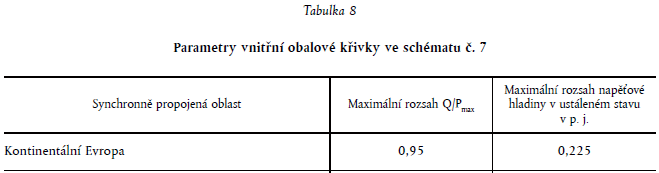 Tabulka 8
Parametry vnitřní obalové křivky ve schématu č. 7
Synchronně propojená oblast
Maximální rozsah Q/Pmax
Maximální rozsah napěťové
hladiny v ustáleném stavu
v p. j.
Kontinentální Evropa
0,95
0,225